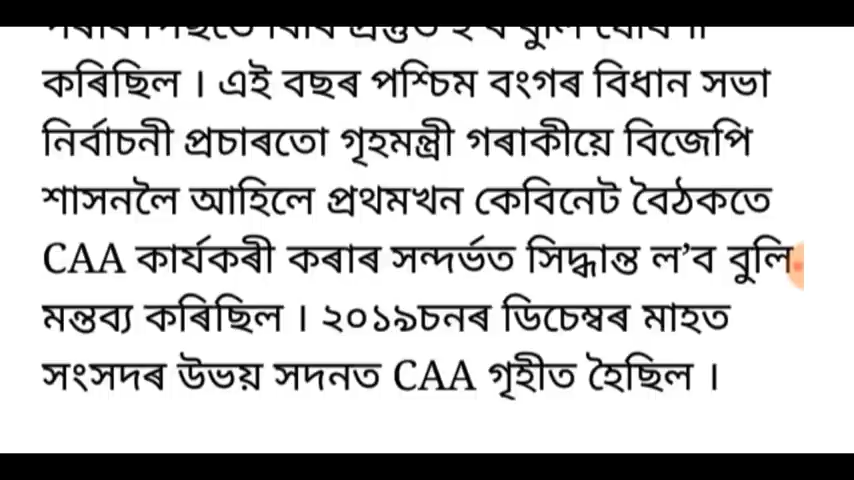 কৰিছিল । এই বছৰ পশ্চিম বংগৰ বিধান সভা
নিৰ্বাচনী প্ৰচাৰতো গৃহমন্ত্ৰী গৰাকীয়ে বিজেপি
শাসনলৈ আহিলে প্ৰথমখন কেবিনেট বৈঠকতে
CAA কাৰ্যকৰী কৰাৰ সন্দৰ্ভত সিদ্ধান্ত ল’ব বুলি
মন্তব্য কৰিছিল । ২০১৯চনৰ ডিচেম্বৰ মাহত
সংসদৰ উভয় সদনত CAA গৃহীত হৈছিল ।